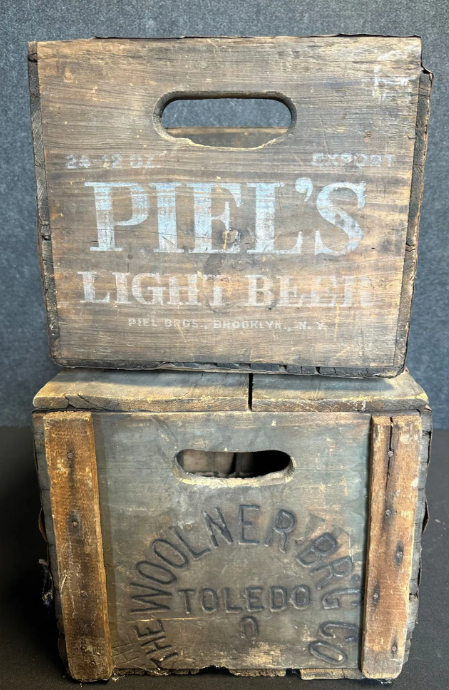 24-12 OZ. EXPORT
PIEL'S
LIGHT BEER
PIEL BROS., BROOKLYN, N.Y.
THE WOOLNER BRG CO
TOLEDO
O